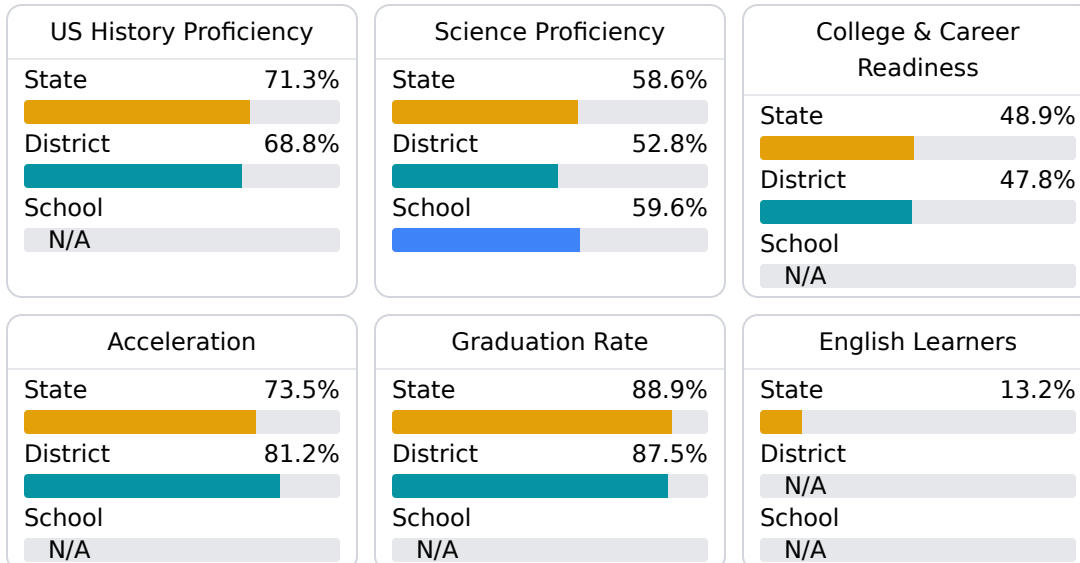 US History Proficiency
State 71.3%
District 68.8%
School
N/A
Science Proficiency
State 58.6%
District 52.8%
School 59.6%
College & Career
Readiness
State 48.9%
District 47.8%
School
N/A
Acceleration
State 73.5%
District 81.2%
School
N/A
Graduation Rate
State 88.9%
District 87.5%
School
N/A
English Learners
State 13.2%
District
N/A
School
N/A